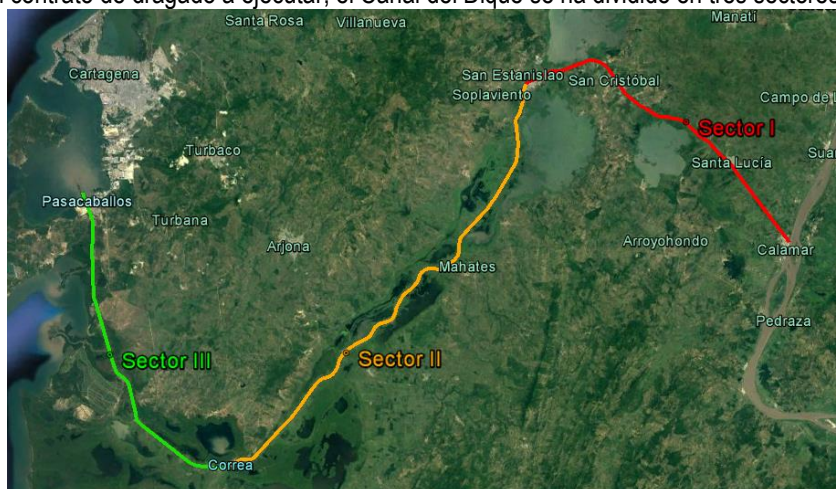 contrato de dragado a ejecutar, el Canal del Dique se ha dividido en tres sectores
Santa Rosa
Villanueva
Manatí
Cartagena
San Estanislao
San Cristóbal
Soplaviento
Campo de
Sector I
Turbaco
Santa Lucía
Pasacaballos
Turbana
Arjona
Arroyohondo
Calamar
Mahates
Pedraza
Sector III
Sector II
Correa